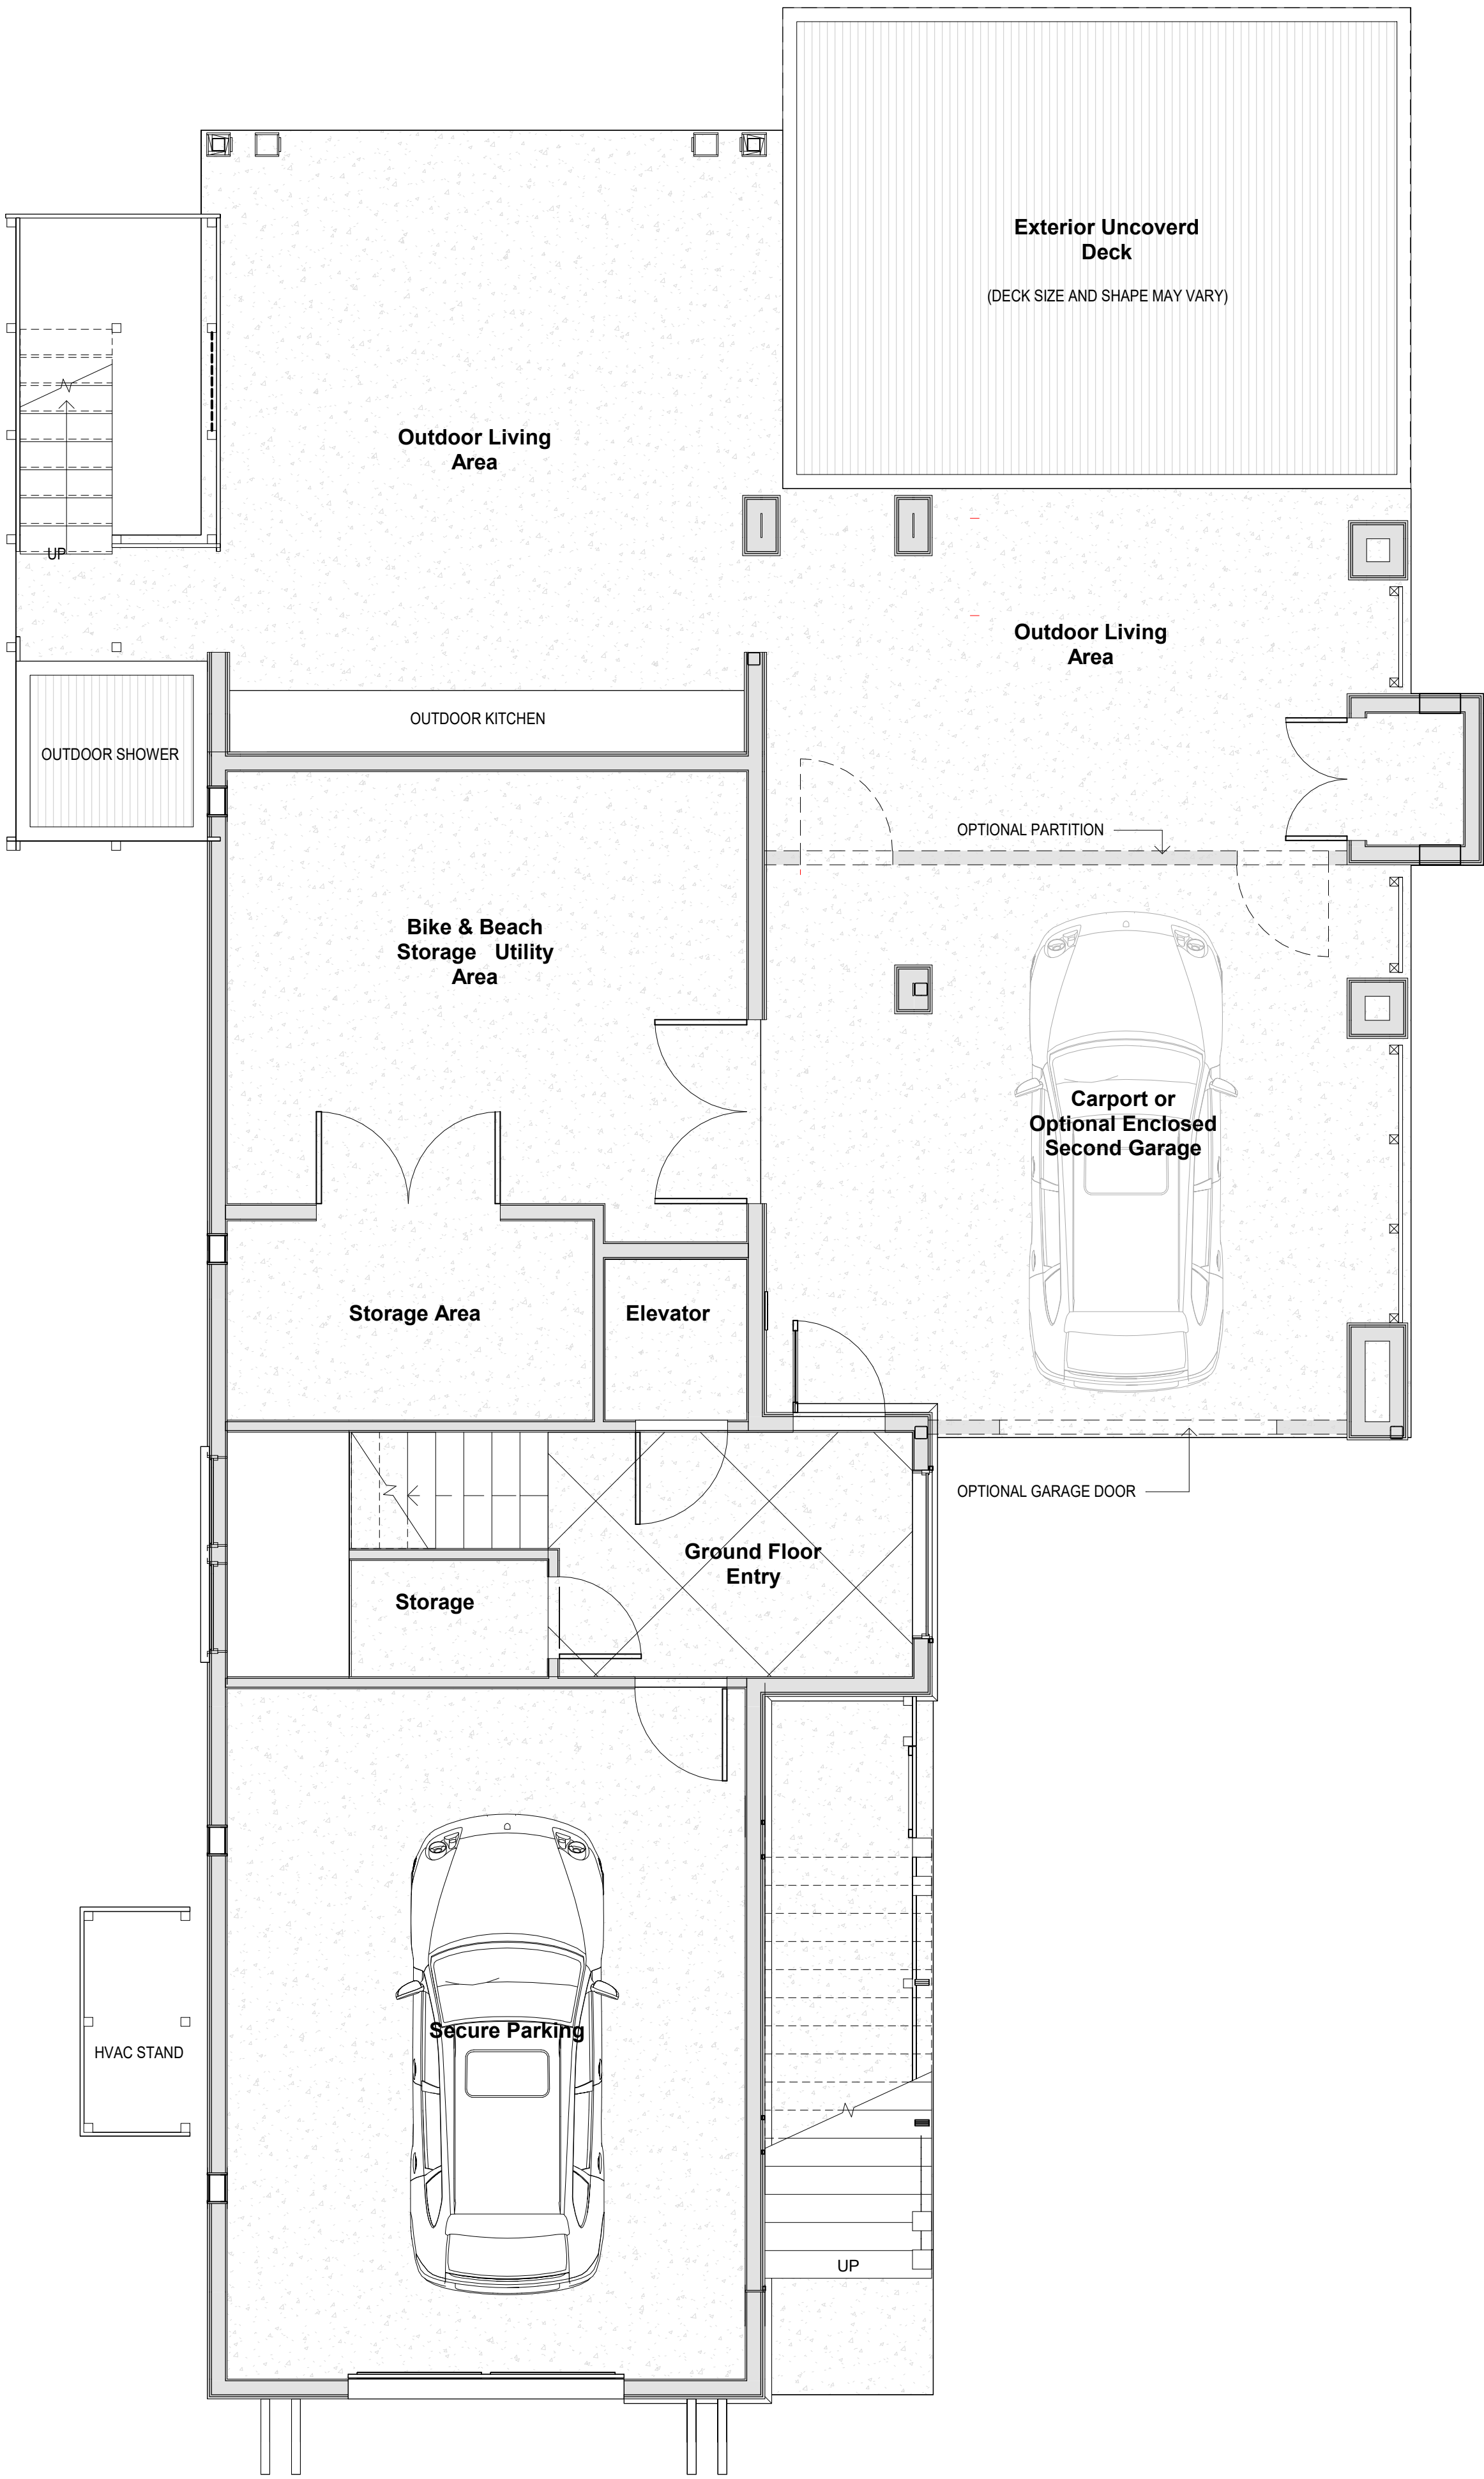 Exterior Uncoverd
Deck
(DECK SIZE AND SHAPE MAY VARY)
Outdoor Living
Area
UP
Outdoor Living
Area
OUTDOOR KITCHEN
OUTDOOR SHOWER
OPTIONAL PARTITION
Bike & Beach
Storage Utility
Area
Carport or
Optional Enclosed
Second Garage
Storage Area
Elevator
OPTIONAL GARAGE DOOR
Ground Floor
Entry
Storage
Secure Parking
HVAC STAND
UP